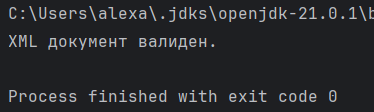 C:\Users\alexa\.jdks\openjdk-21.0.1\b
XML документ валиден.
Process finished with exit code 0